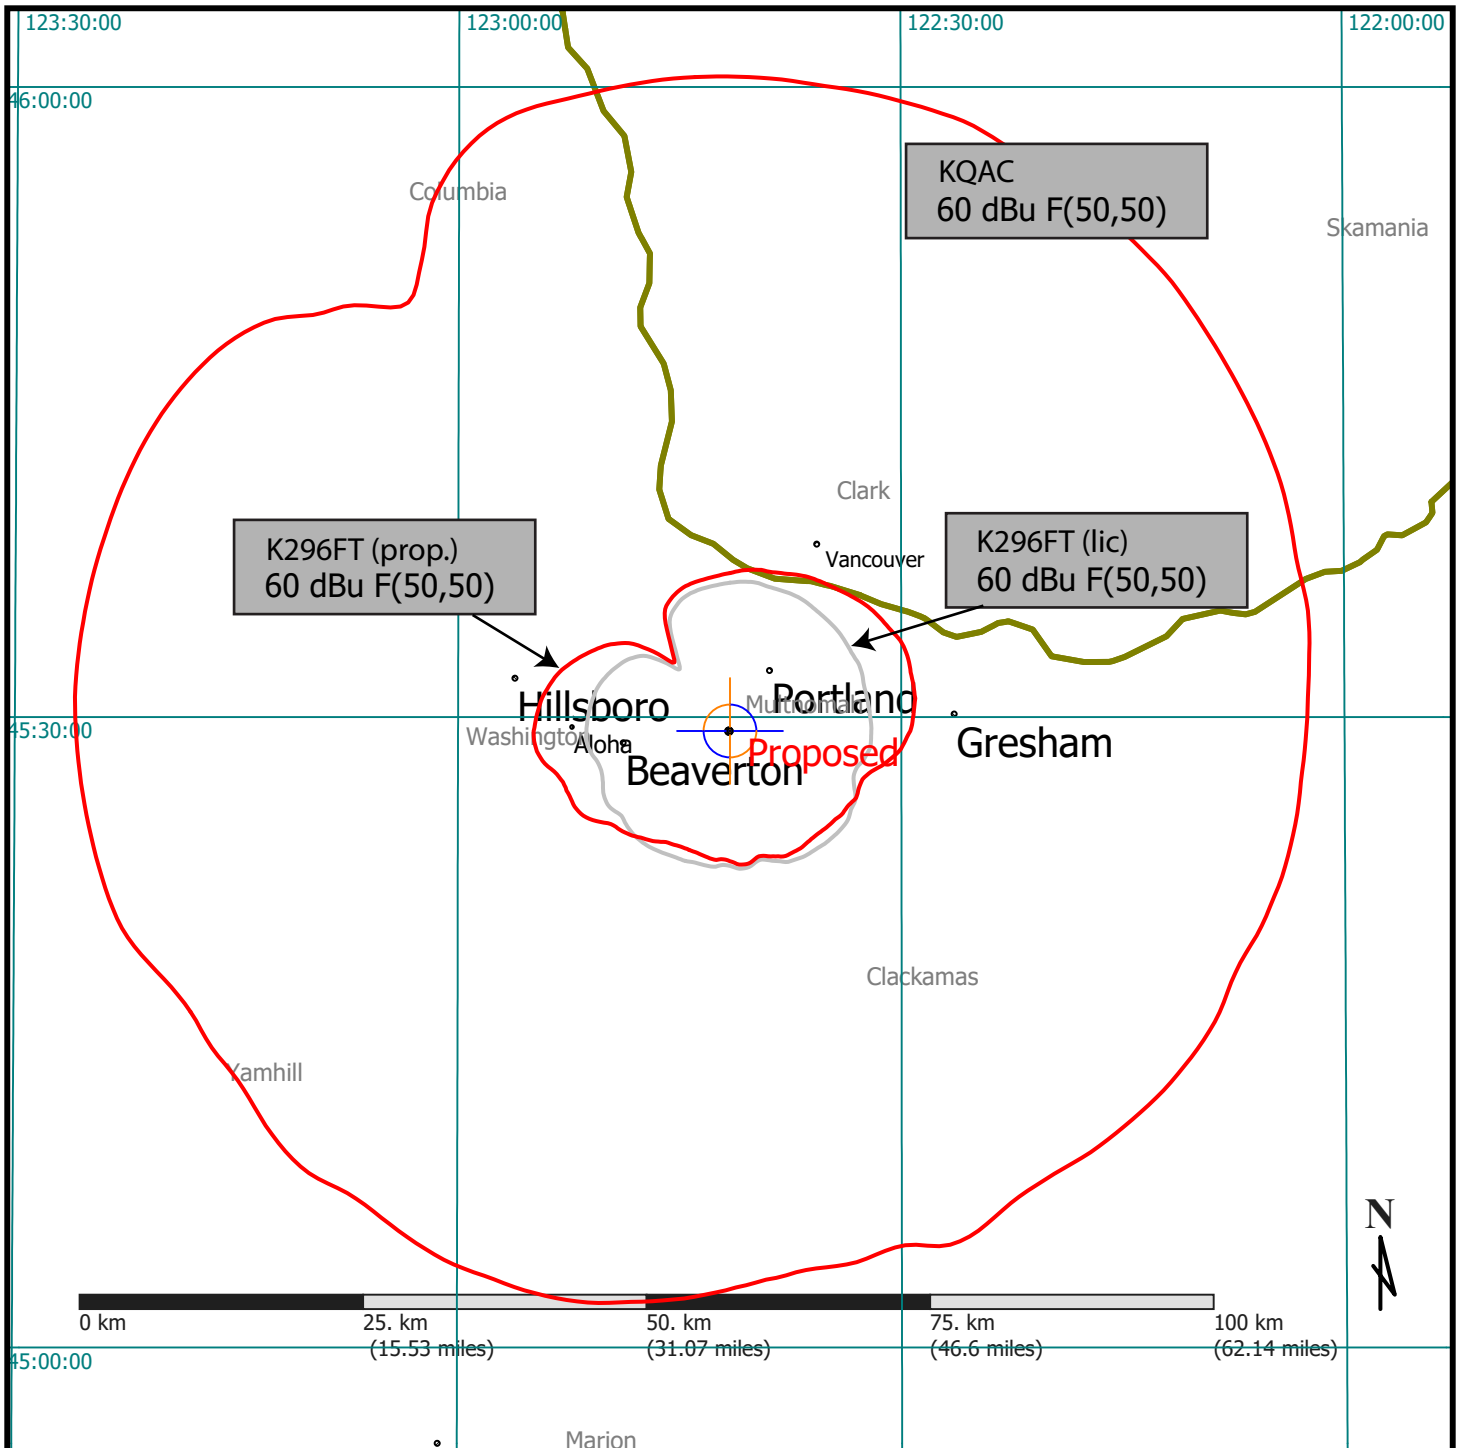 123:30:00
123:00:00
122:30:00
122:00:00
46:00:00
KQAC
60 dBu F(50,50)
Columbia
Skamania
Clark
K296FT (prop.)
60 dBu F(50,50)
K296FT (lic)
60 dBu F(50,50)
Vancouver
Portland
Multnomah
Hillsboro
45:30:00
Washington
Aloha
Beaverton
Proposed
Gresham
Clackamas
Yamhill
N
0 km
25. km
(15.53 miles)
50. km
(31.07 miles)
75. km
(46.6 miles)
100 km
(62.14 miles)
45:00:00
Marion